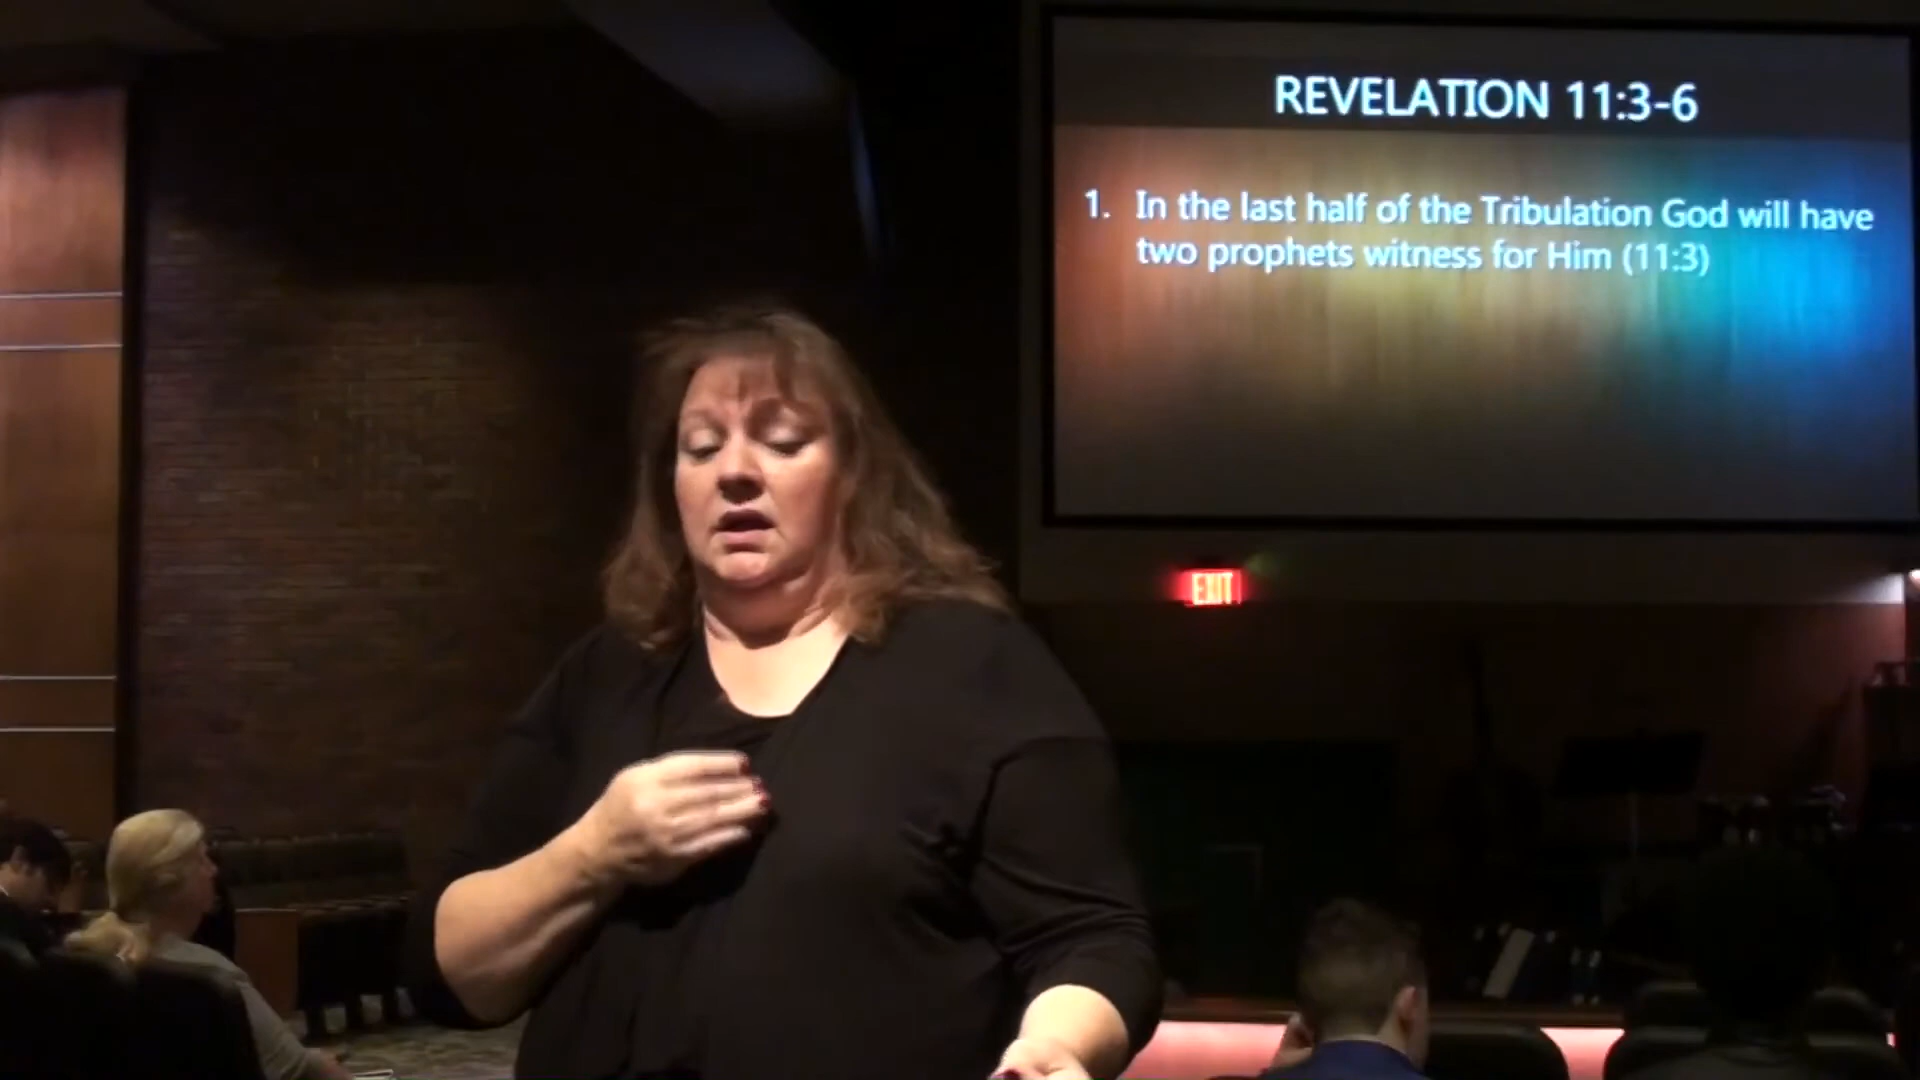 REVELATION 11:3-6
1. In the last half of the Tribulation God will have
two prophets witness for Him (11:3)
EXIT